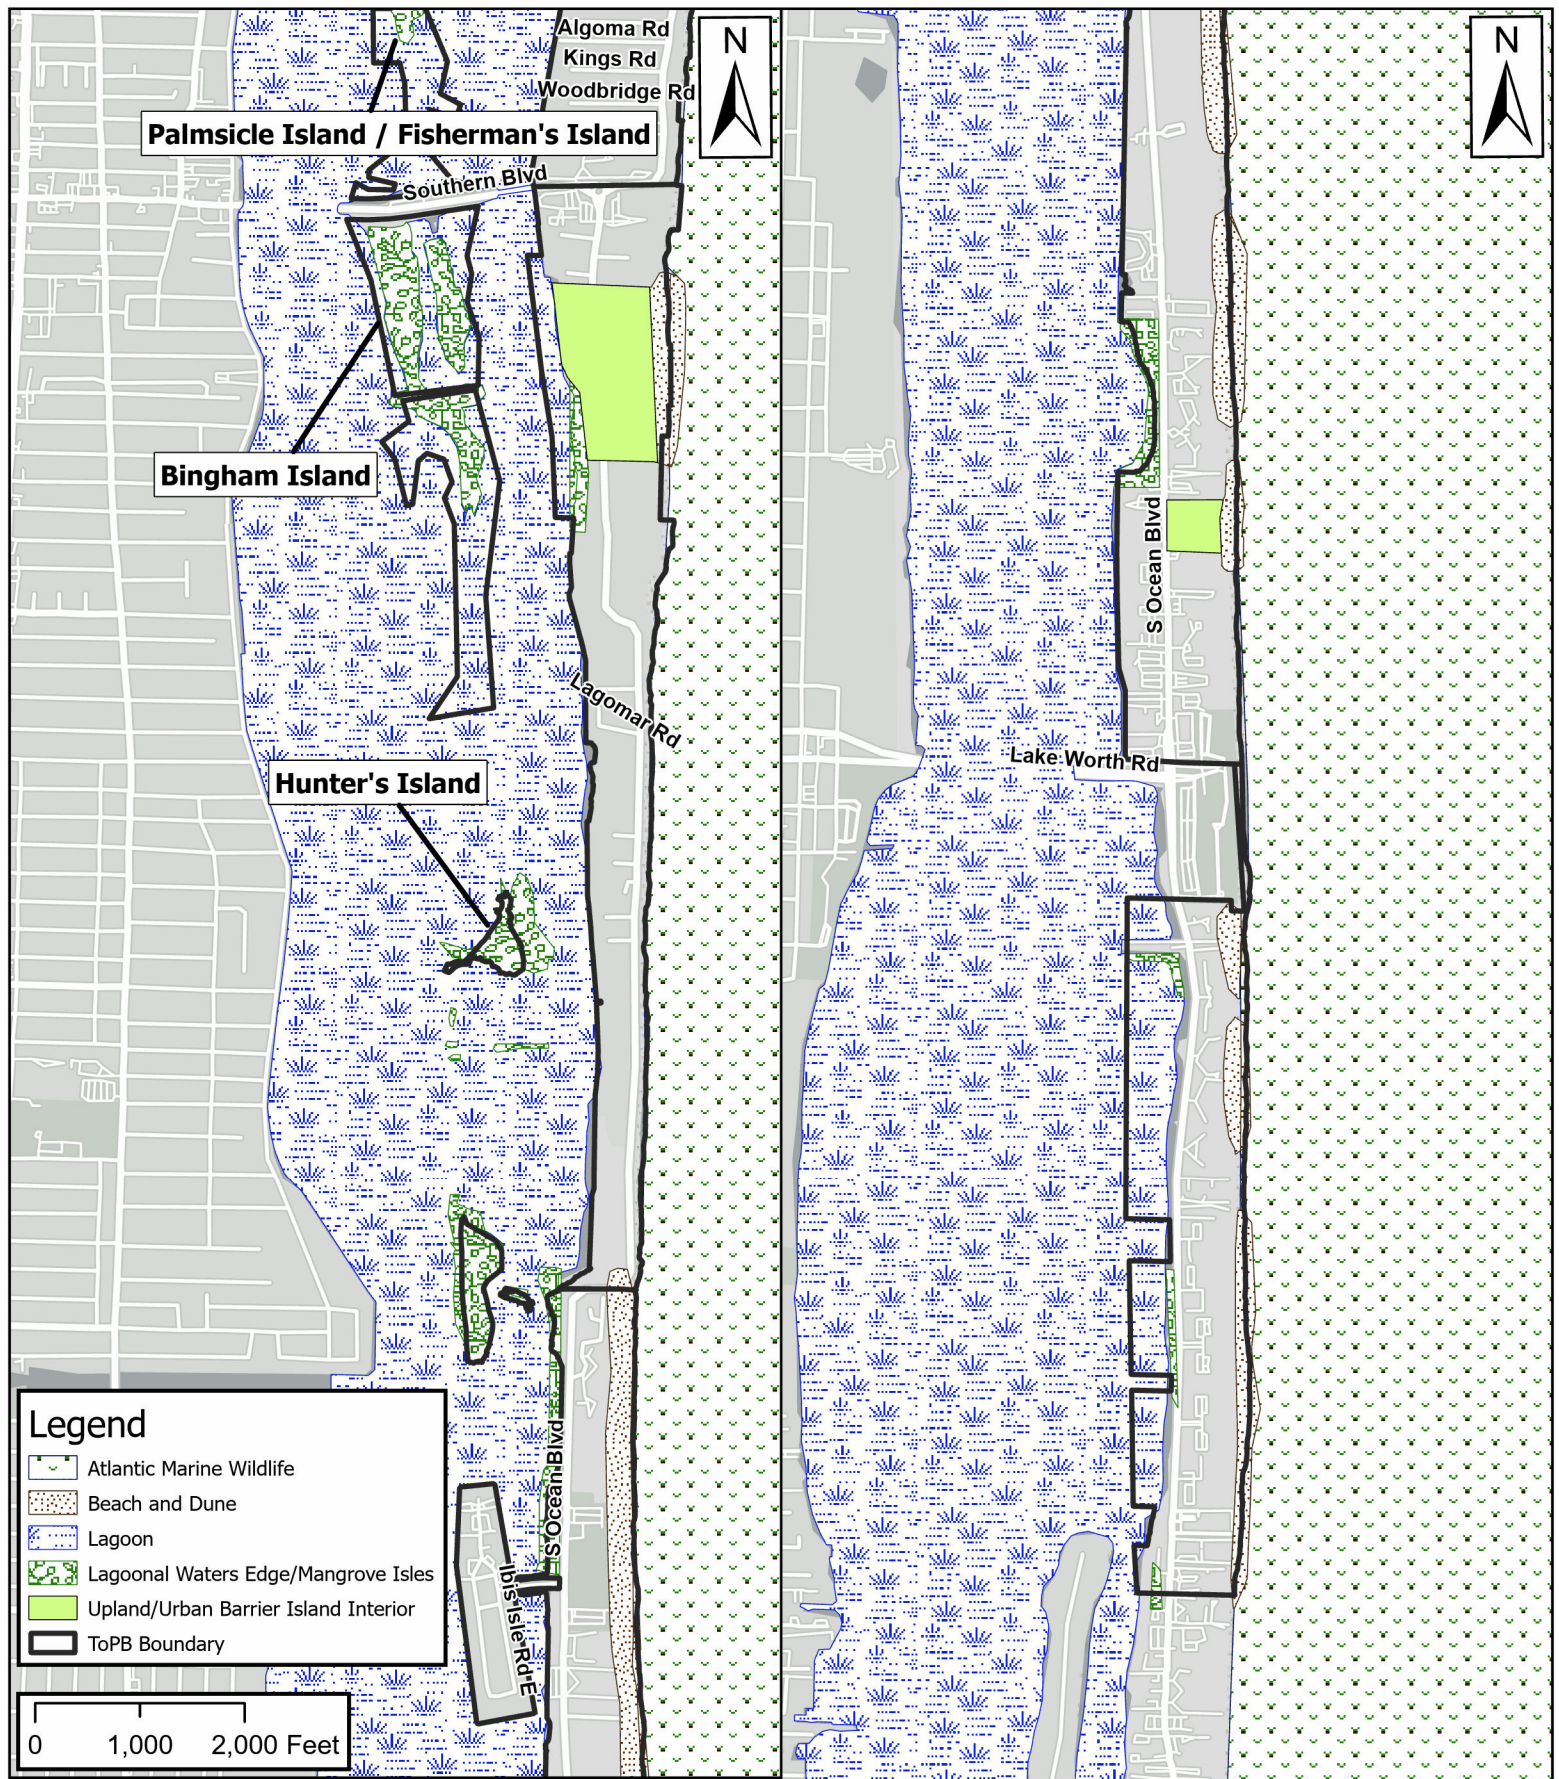 Algoma Rd
Kings Rd
Woodbridge Rd
N
N
Palmsicle Island / Fisherman's Island
Southern Blvd
Bingham Island
S Ocean Blvd
Lagomar Rd
Lake Worth Rd
Hunter's Island
Legend
Atlantic Marine Wildlife
Beach and Dune
Lagoon
Lagoonal Waters Edge/Mangrove Isles
Upland/Urban Barrier Island Interior
ToPB Boundary
S Ocean Blvd
Ibis Isle Rd E
0 1,000 2,000 Feet